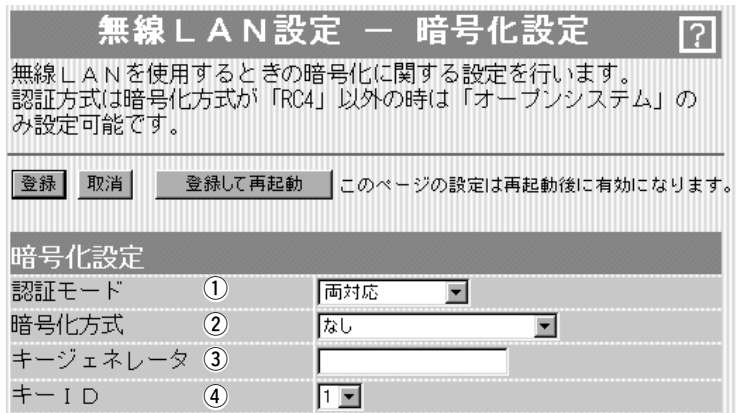 無線ＬＡＮ設定 － 暗号化設定 ?
無線ＬＡＮを使用するときの暗号化に関する設定を行います。
認証方式は暗号化方式が「RC4」以外の時は「オープンシステム」の
み設定可能です。
登録 取消 登録して再起動 このページの設定は再起動後に有効になります。
暗号化設定
認証モード ① 両対応
暗号化方式 ② なし
キージェネレータ ③
キーＩＤ ④ 1